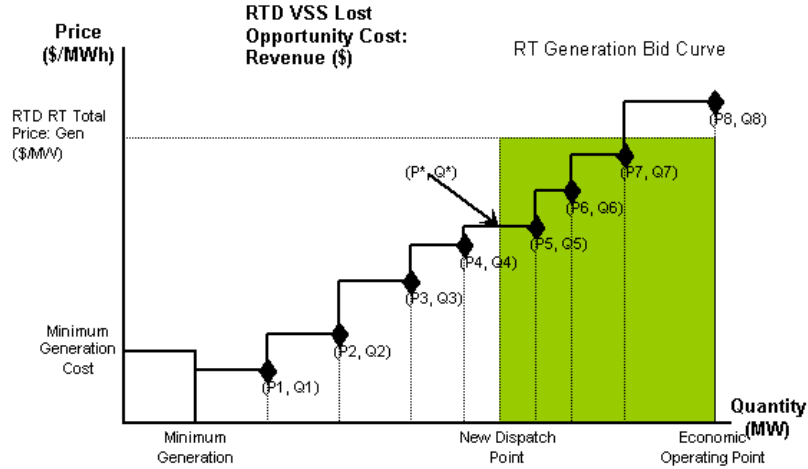 RTD VSS Lost
Opportunity Cost:
Revenue ($)
Price
($/MWh)
RT Generation Bid Curve
RTD RT Total
Price: Gen
($/MW)
(P8, Q8)
(P*, Q*)
(P7, Q7)
(P6, Q6)
(P5, Q5)
(P4, Q4)
(P3, Q3)
(P2, Q2)
(P1, Q1)
Minimum
Generation
Cost
Quantity
(MW)
Minimum
Generation
New Dispatch
Point
Economic
Operating Point